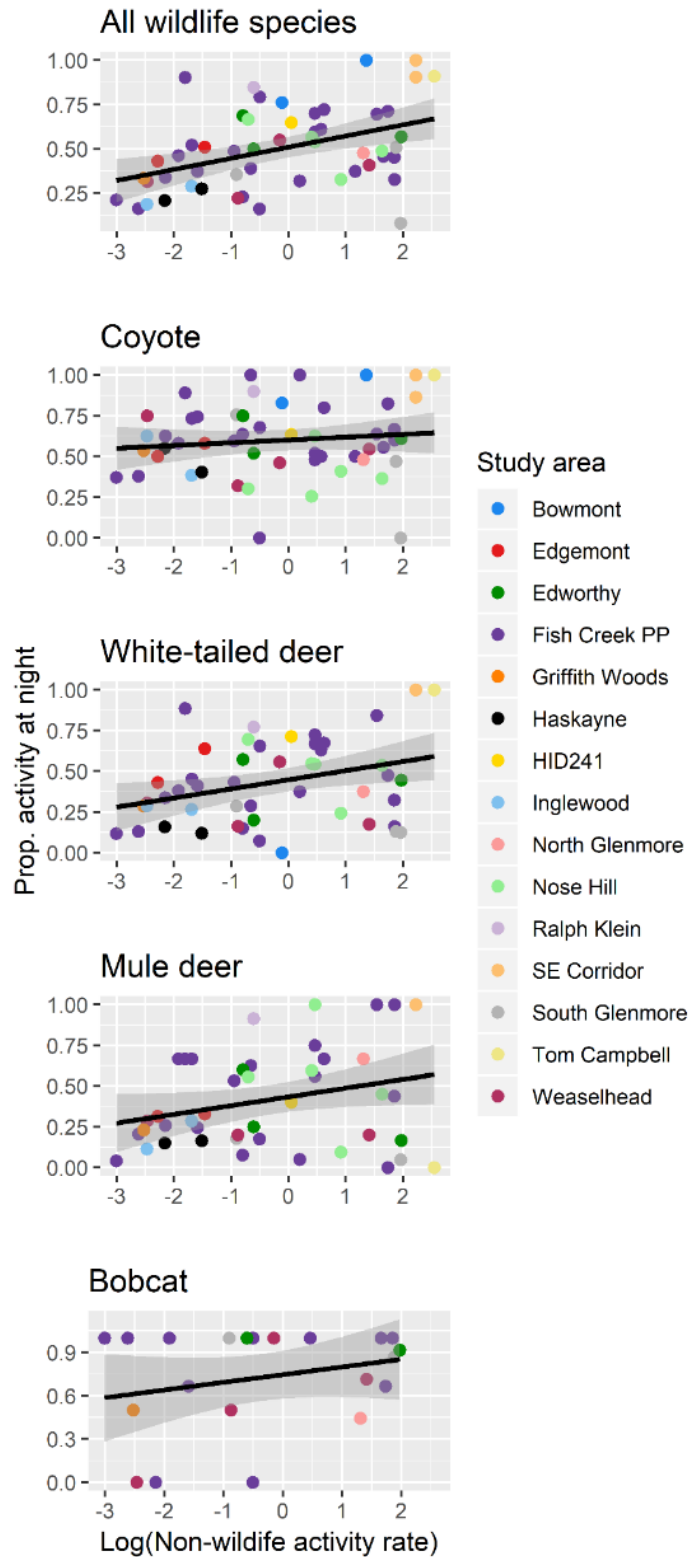 All wildlife species
1.00
0.75
0.50
0.25
-3 -2 -1 0 1 2
Coyote
1.00
0.75
0.50
0.25
0.00
-3 -2 -1 0 1 2
White-tailed deer
1.00
0.75
0.50
0.25
0.00
-3 -2 -1 0 1 2
Mule deer
1.00
0.75
0.50
0.25
0.00
-3 -2 -1 0 1 2
Bobcat
0.9
0.6
0.3
0.0
-3 -2 -1 0 1 2
Log(Non-wildife activity rate)
Prop. activity at night
Study area
Bowmont
Edgemont
Edworthy
Fish Creek PP
Griffith Woods
Haskayne
HID241
Inglewood
North Glenmore
Nose Hill
Ralph Klein
SE Corridor
South Glenmore
Tom Campbell
Weaselhead